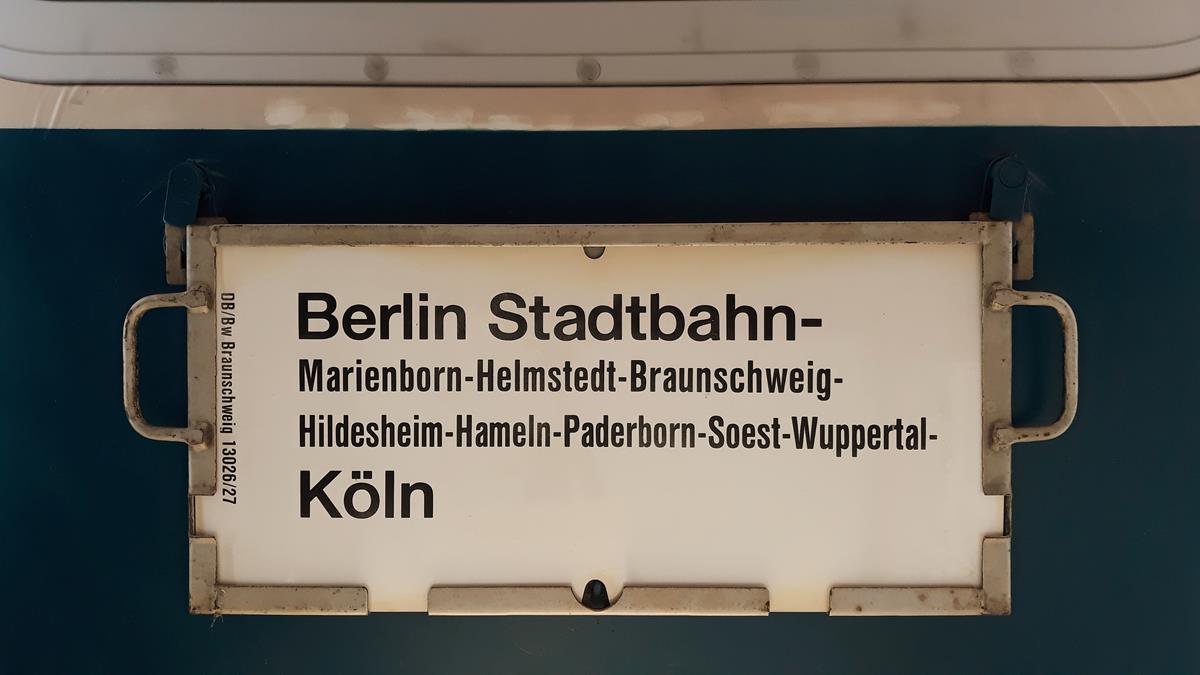 Berlin Stadtbahn-
Marienborn-Helmstedt-Braunschweig-
Hildesheim-Hameln-Paderborn-Soest-Wuppertal-
Köln
DB/Bw Braunschweig 13026/27